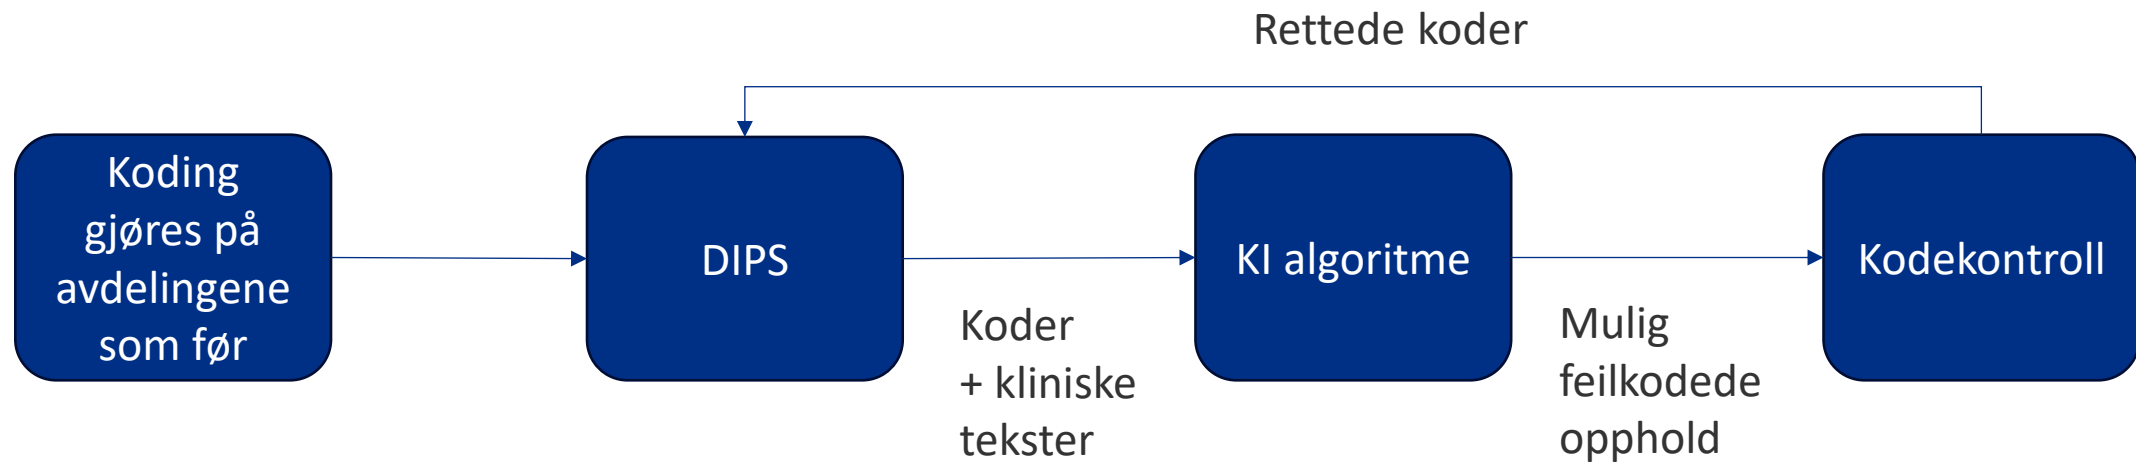 Rettede koder
Koding
gjøres på
avdelingene
som før
DIPS
KI algoritme
Kodekontroll
Koder
+ kliniske
tekster
Mulig
feilkodede
opphold